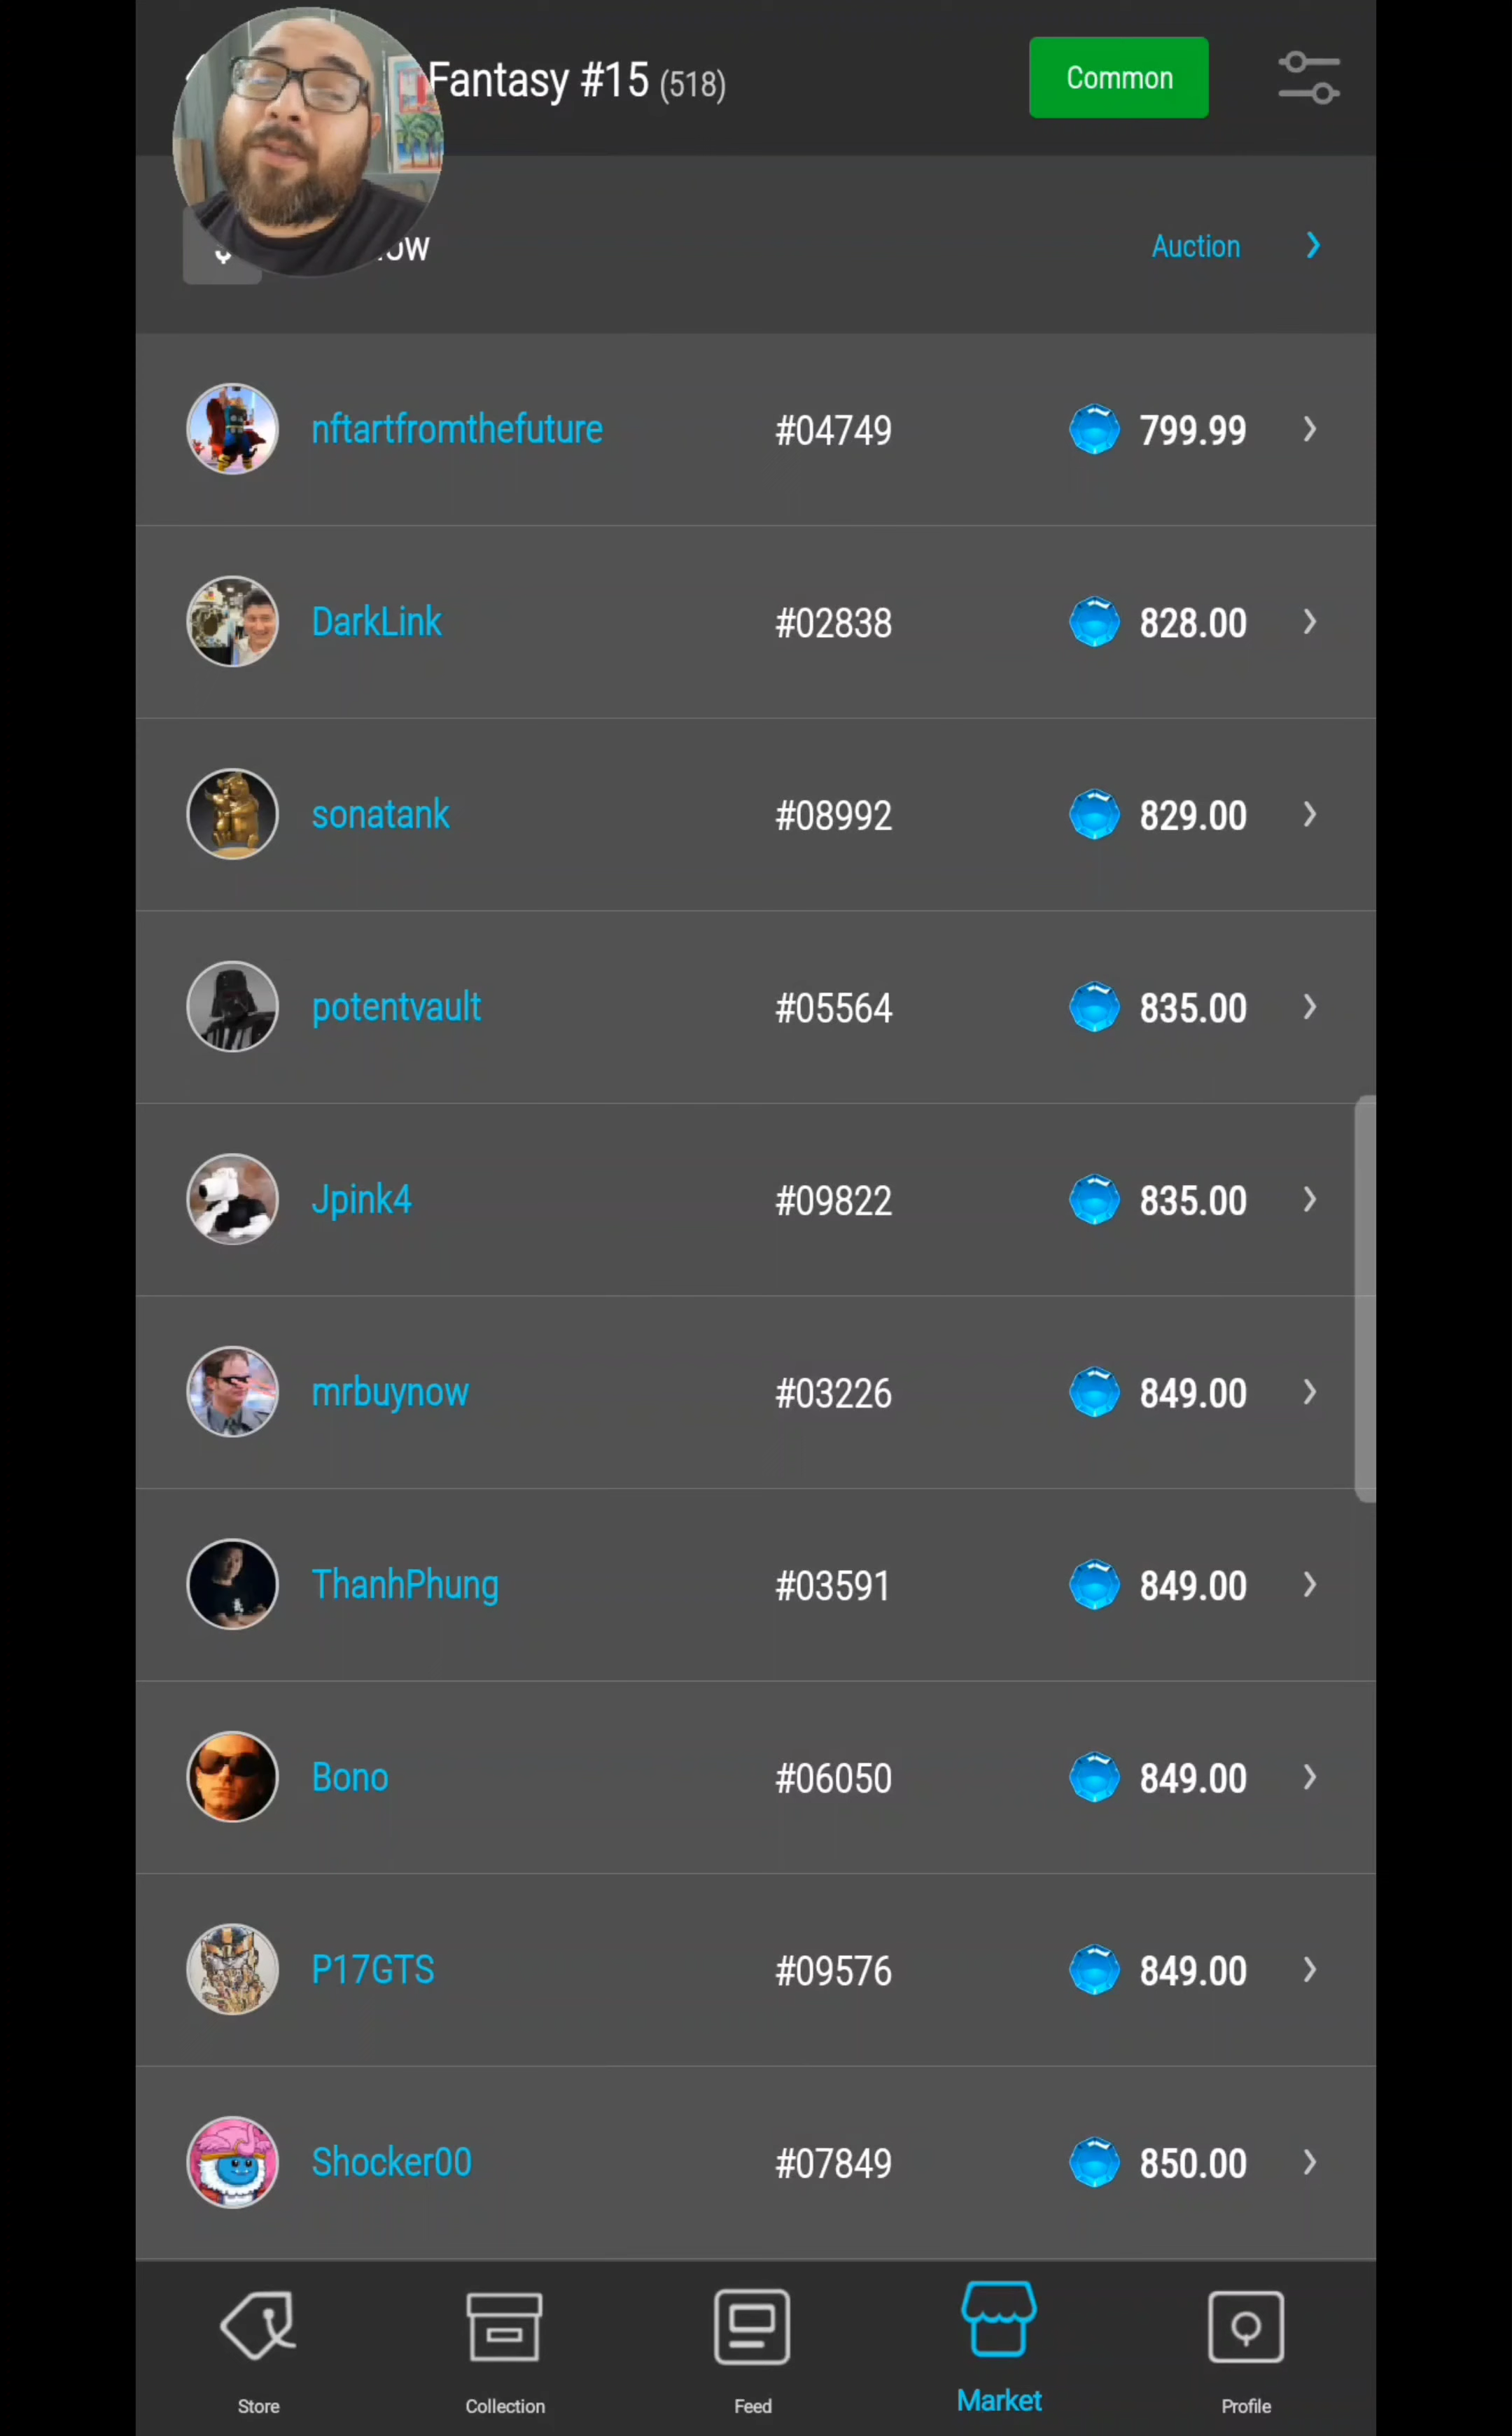 Fantasy #15 (518)
Common
Auction
nftartfromthefuture #04749 799.99
DarkLink #02838 828.00
sonatank #08992 829.00
potentvault #05564 835.00
Jpink4 #09822 835.00
mrbuynow #03226 849.00
ThanhPhung #03591 849.00
Bono #06050 849.00
P17GTS #09576 849.00
Shocker00 #07849 850.00
Store Collection Feed Market Profile